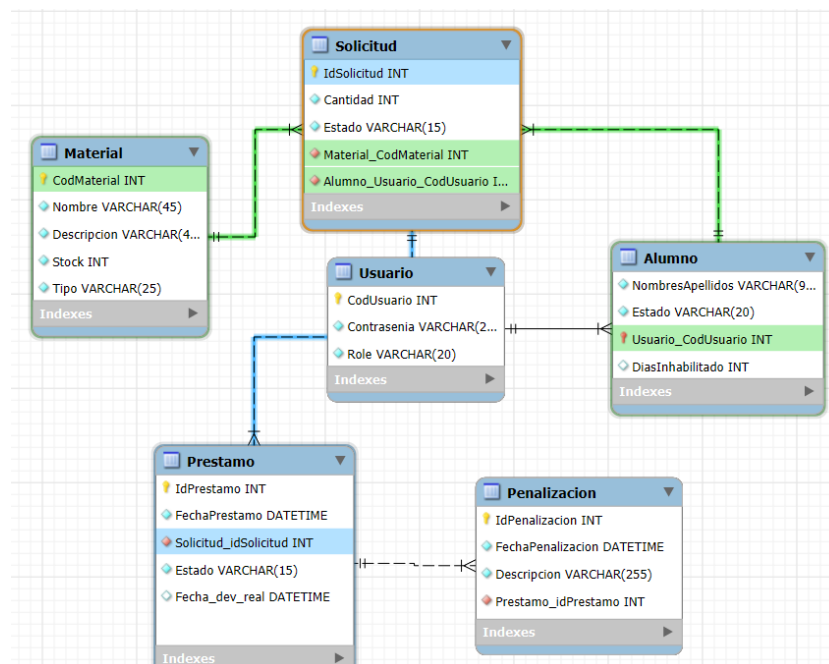 Solicitud
IdSolicitud INT
Cantidad INT
Estado VARCHAR(15)
Material_CodMaterial INT
Alumno_Usuario_CodUsuario I...
Indexes
Material
CodMaterial INT
Nombre VARCHAR(45)
Descripcion VARCHAR(4...
Stock INT
Tipo VARCHAR(25)
Indexes
Usuario
CodUsuario INT
Contrasenia VARCHAR(2...
Role VARCHAR(20)
Indexes
Alumno
NombresApellidos VARCHAR(9...
Estado VARCHAR(20)
Usuario_CodUsuario INT
DiasInhabilitado INT
Indexes
Prestamo
IdPrestamo INT
FechaPrestamo DATETIME
Solicitud_idSolicitud INT
Estado VARCHAR(15)
Fecha_dev_real DATETIME
Indexes
Penalizacion
IdPenalizacion INT
FechaPenalizacion DATETIME
Descripcion VARCHAR(255)
Prestamo_idPrestamo INT
Indexes